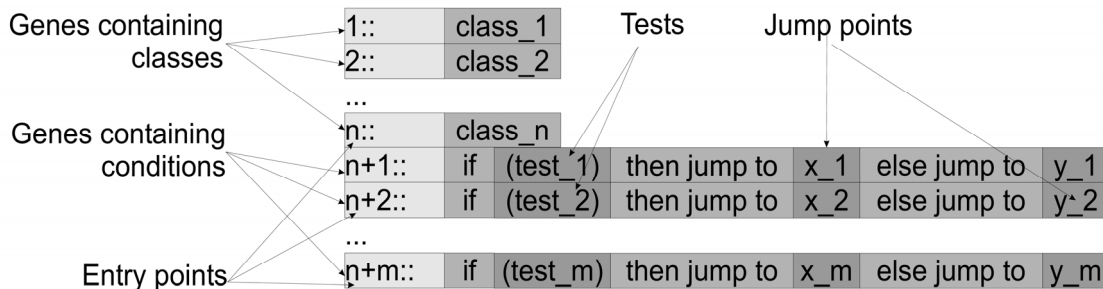 Genes containing classes
1:: class_1
2:: class_2
...
n:: class_n
Genes containing conditions
n+1:: if (test_1) then jump to x_1 else jump to y_1
n+2:: if (test_2) then jump to x_2 else jump to y_2
...
n+m:: if (test_m) then jump to x_m else jump to y_m
Entry points
Tests
Jump points